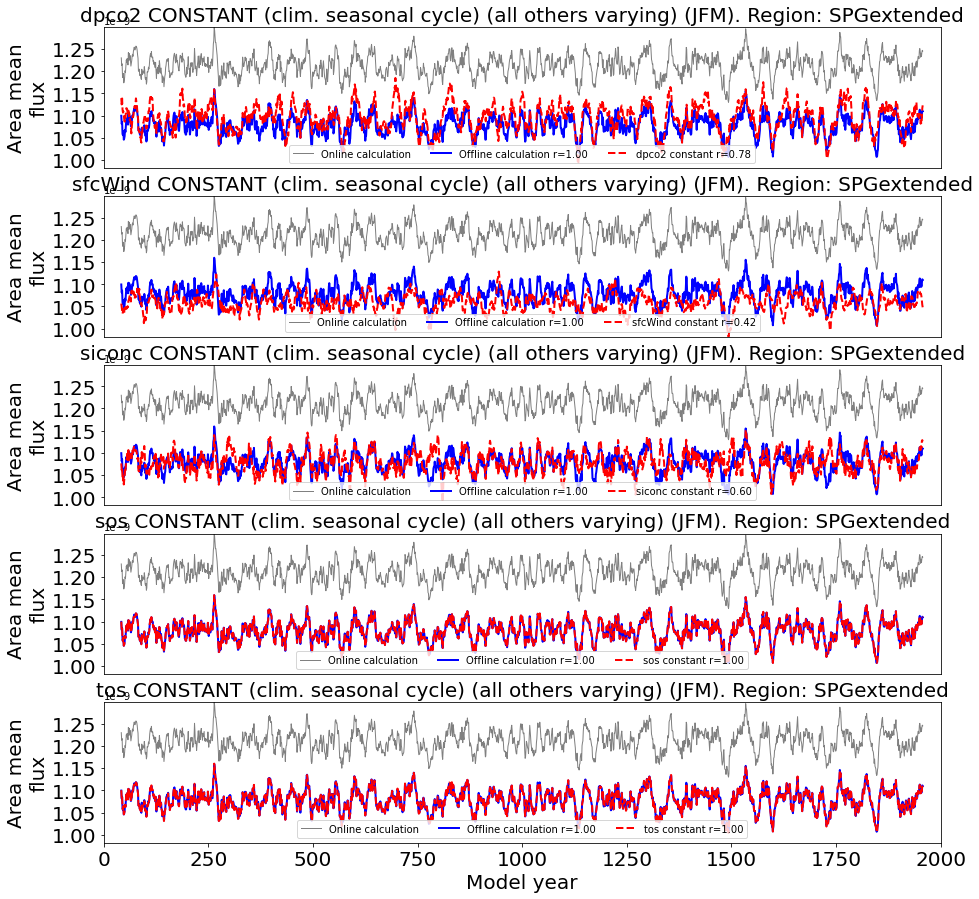 dpco2 CONSTANT (clim. seasonal cycle) (all others varying) (JFM). Region: SPGextended
1e−9
1.25
1.20
1.15
1.10
1.05
1.00
Area mean
flux
Online calculation Offline calculation r=1.00 dpco2 constant r=0.78
sfcWind CONSTANT (clim. seasonal cycle) (all others varying) (JFM). Region: SPGextended
1e−9
1.25
1.20
1.15
1.10
1.05
1.00
Area mean
flux
Online calculation Offline calculation r=1.00 sfcWind constant r=0.42
siconc CONSTANT (clim. seasonal cycle) (all others varying) (JFM). Region: SPGextended
1e−9
1.25
1.20
1.15
1.10
1.05
1.00
Area mean
flux
Online calculation Offline calculation r=1.00 siconc constant r=0.60
sos CONSTANT (clim. seasonal cycle) (all others varying) (JFM). Region: SPGextended
1e−9
1.25
1.20
1.15
1.10
1.05
1.00
Area mean
flux
Online calculation Offline calculation r=1.00 sos constant r=1.00
tos CONSTANT (clim. seasonal cycle) (all others varying) (JFM). Region: SPGextended
1e−9
1.25
1.20
1.15
1.10
1.05
1.00
Area mean
flux
Online calculation Offline calculation r=1.00 tos constant r=1.00
0 250 500 750 1000 1250 1500 1750 2000
Model year